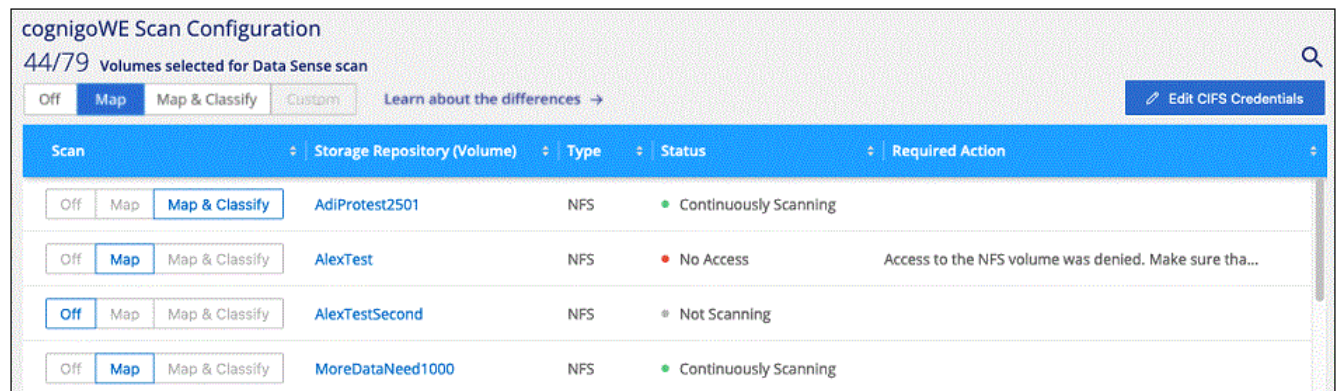 cognigoWE Scan Configuration
44/79 Volumes selected for Data Sense scan
Off Map Map & Classify Custom Learn about the differences → Edit CIFS Credentials
Scan Storage Repository (Volume) Type Status Required Action
Off Map Map & Classify AdiProtest2501 NFS Continuously Scanning
Off Map Map & Classify AlexTest NFS No Access Access to the NFS volume was denied. Make sure tha...
Off Map Map & Classify AlexTestSecond NFS Not Scanning
Off Map Map & Classify MoreDataNeed1000 NFS Continuously Scanning